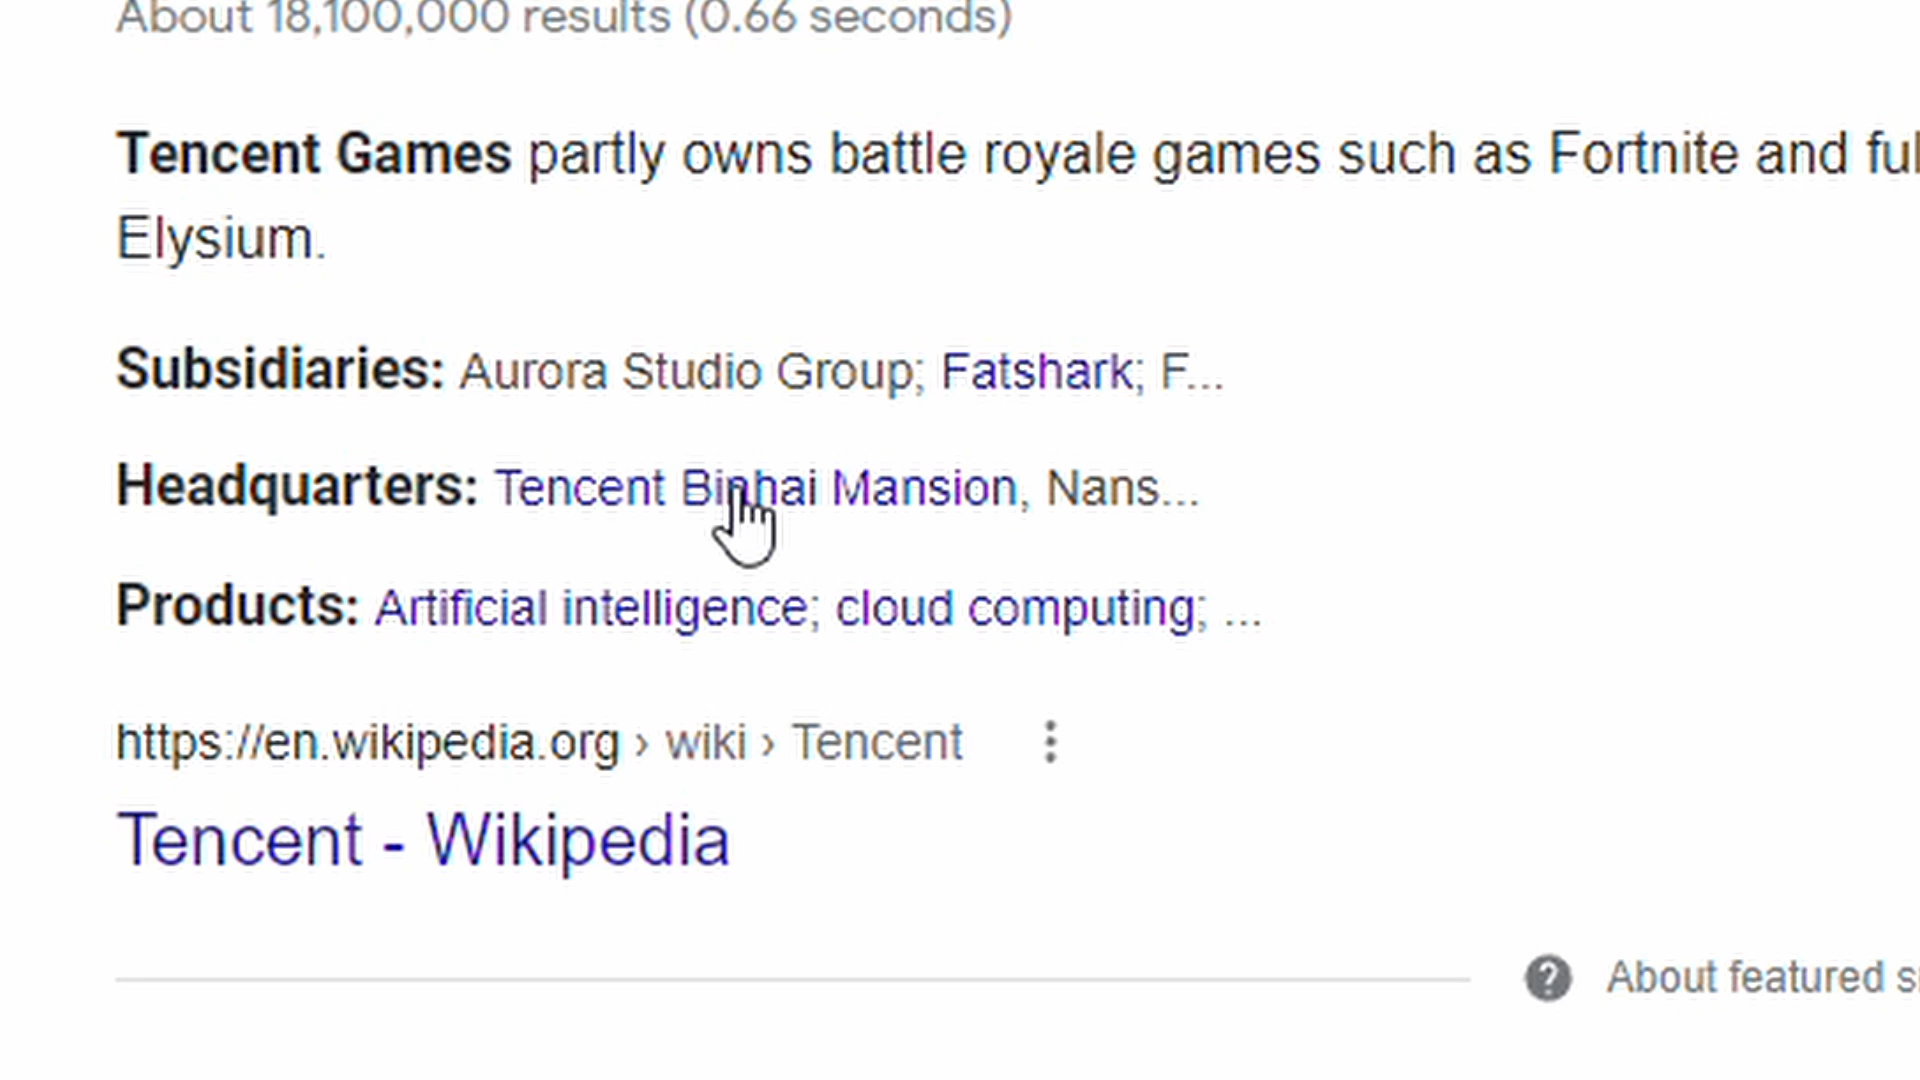 About 18,100,000 results (0.66 seconds)
Tencent Games partly owns battle royale games such as Fortnite and
Elysium.
Subsidiaries: Aurora Studio Group; Fatshark; F...
Headquarters: Tencent Binhai Mansion, Nans...
Products: Artificial intelligence; cloud computing; ...
https://en.wikipedia.org › wiki › Tencent
Tencent - Wikipedia
About featured